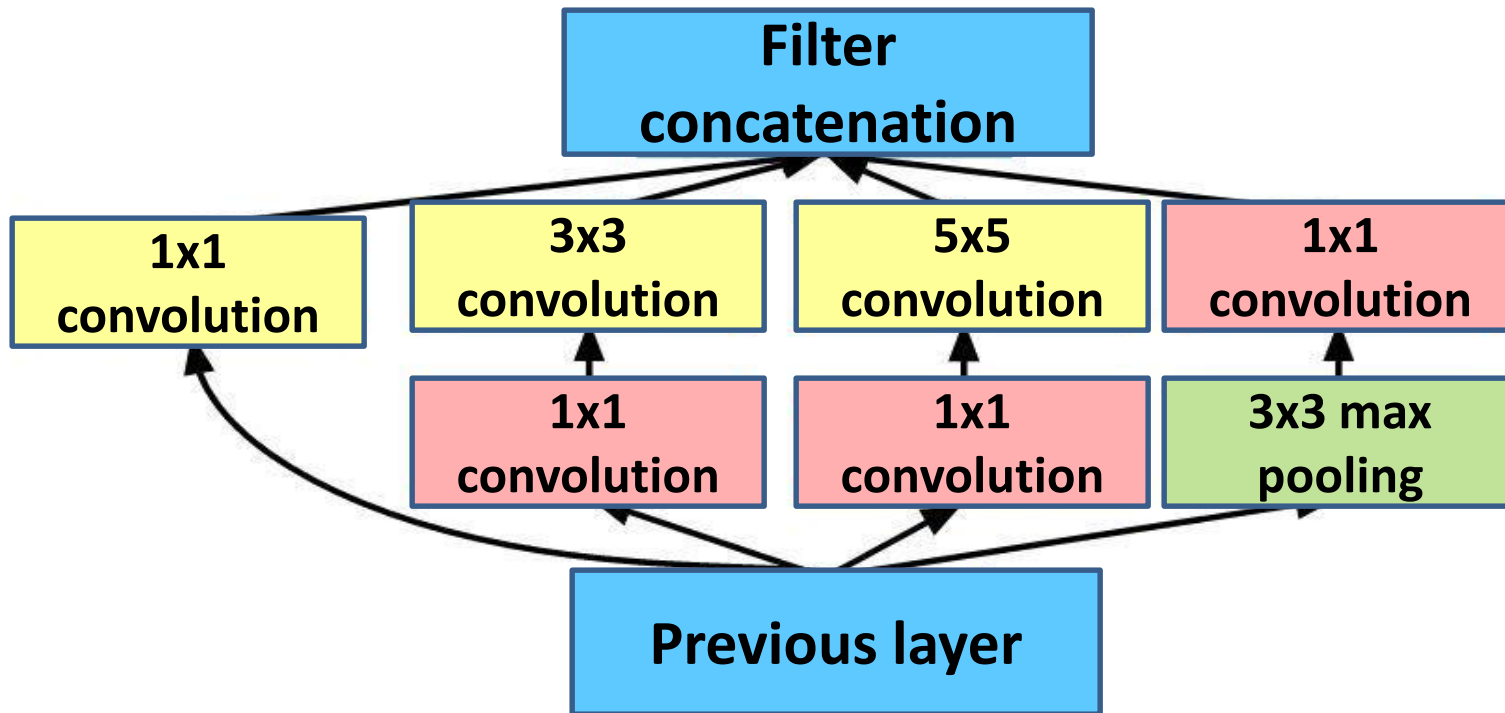 Filter
concatenation
1x1
convolution
3x3
convolution
5x5
convolution
1x1
convolution
1x1
convolution
1x1
convolution
3x3 max
pooling
Previous layer